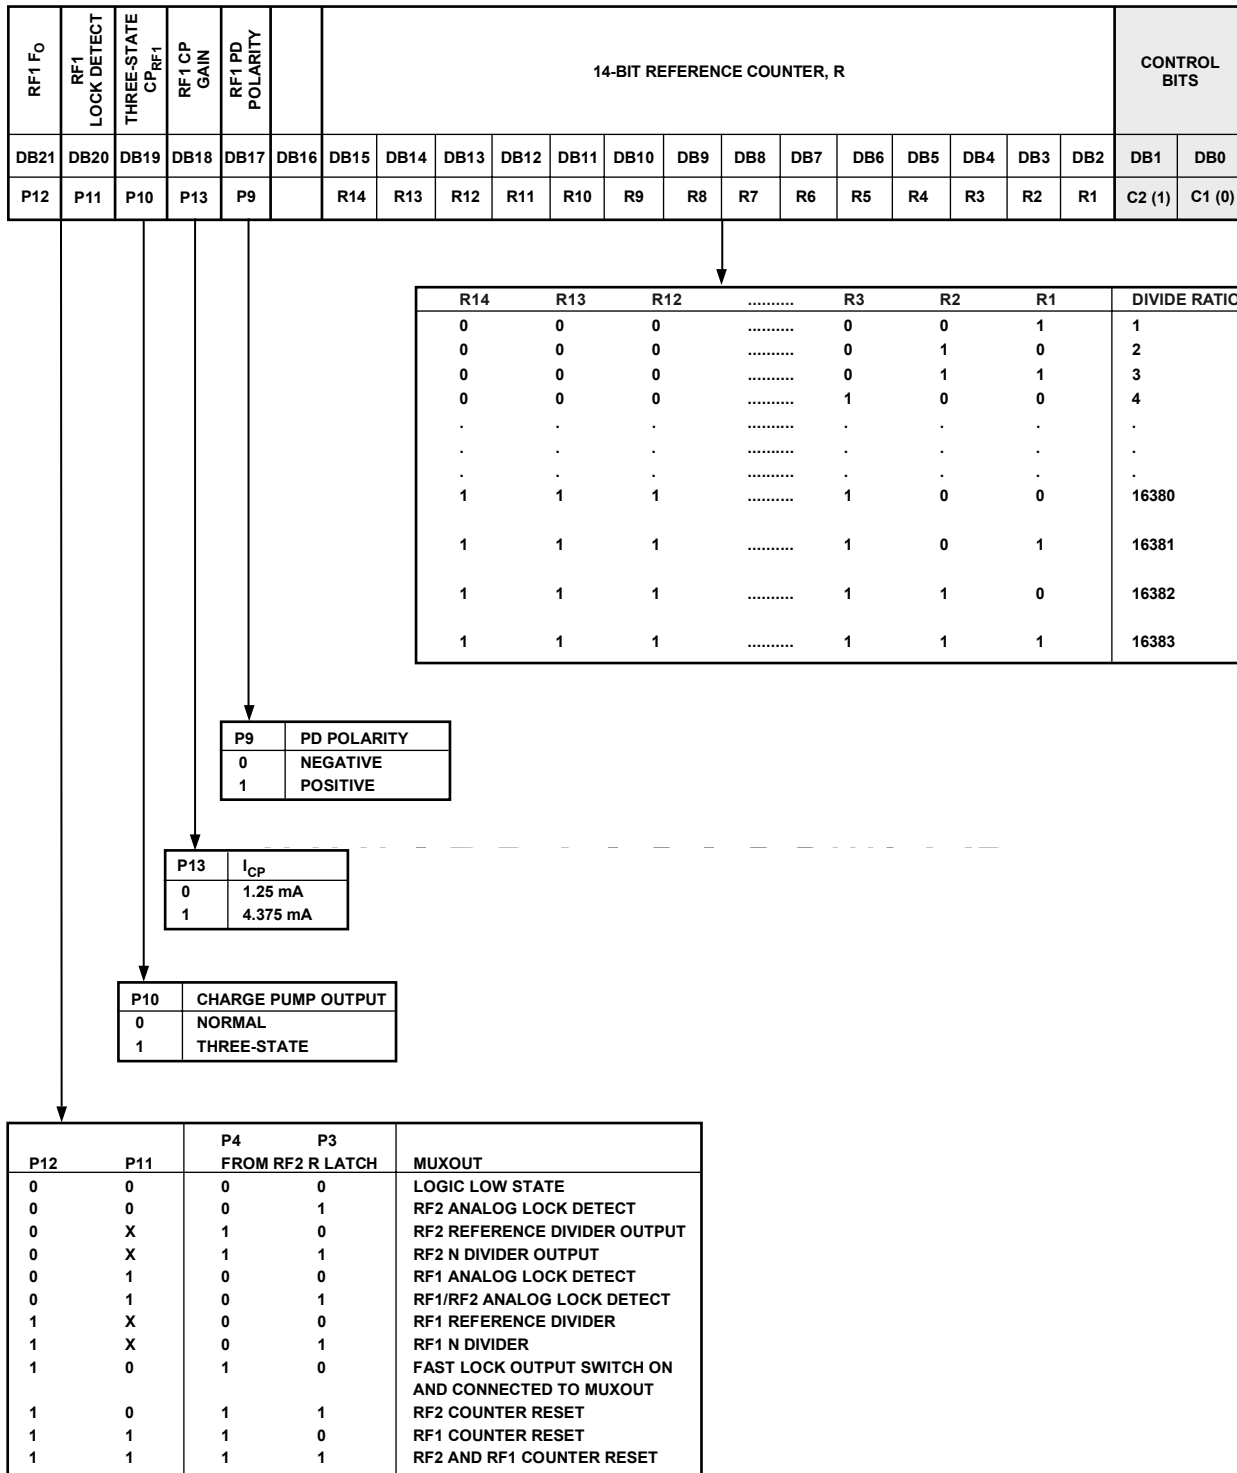 RF1 FO
RF1 LOCK DETECT
THREE-STATE CPRF1
RF1 CP GAIN
RF1 PD POLARITY
14-BIT REFERENCE COUNTER, R
CONTROL BITS
DB21 DB20 DB19 DB18 DB17 DB16 DB15 DB14 DB13 DB12 DB11 DB10 DB9 DB8 DB7 DB6 DB5 DB4 DB3 DB2 DB1 DB0
P12 P11 P10 P13 P9 R14 R13 R12 R11 R10 R9 R8 R7 R6 R5 R4 R3 R2 R1 C2 (1) C1 (0)
R14 R13 R12 .......... R3 R2 R1 DIVIDE RATIO
0 0 0 .......... 0 0 1 1
0 0 0 .......... 0 1 0 2
0 0 0 .......... 0 1 1 3
0 0 0 .......... 1 0 0 4
. . . .......... . . . .
. . . .......... . . . .
. . . .......... . . . .
1 1 1 .......... 1 0 0 16380
1 1 1 .......... 1 0 1 16381
1 1 1 .......... 1 1 0 16382
1 1 1 .......... 1 1 1 16383
P9 PD POLARITY
0 NEGATIVE
1 POSITIVE
P13 ICP
0 1.25 mA
1 4.375 mA
P10 CHARGE PUMP OUTPUT
0 NORMAL
1 THREE-STATE
P4 P3
P12 P11 FROM RF2 R LATCH MUXOUT
0 0 0 0 LOGIC LOW STATE
0 0 0 1 RF2 ANALOG LOCK DETECT
0 X 1 0 RF2 REFERENCE DIVIDER OUTPUT
0 X 1 1 RF2 N DIVIDER OUTPUT
0 1 0 0 RF1 ANALOG LOCK DETECT
0 1 0 1 RF1/RF2 ANALOG LOCK DETECT
1 X 0 0 RF1 REFERENCE DIVIDER
1 X 0 1 RF1 N DIVIDER
1 0 1 0 FAST LOCK OUTPUT SWITCH ON
AND CONNECTED TO MUXOUT
1 0 1 1 RF2 COUNTER RESET
1 1 1 0 RF1 COUNTER RESET
1 1 1 1 RF2 AND RF1 COUNTER RESET